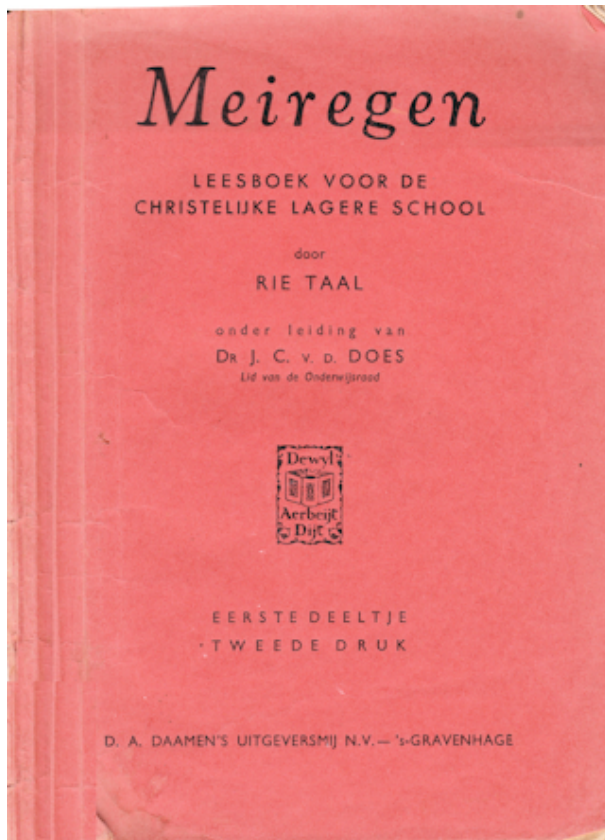 Meiregen
LEESBOEK VOOR DE
CHRISTELIJKE LAGERE SCHOOL
door
RIE TAAL
onder leiding van
DR J. C. V. D. DOES
Lid van de Onderwijsraad
Dewyl
Aerbeijt
Dijt
EERSTE DEELTJE
TWEEDE DRUK
D. A. DAAMEN'S UITGEVERSMIJ N.V.— 's-GRAVENHAGE